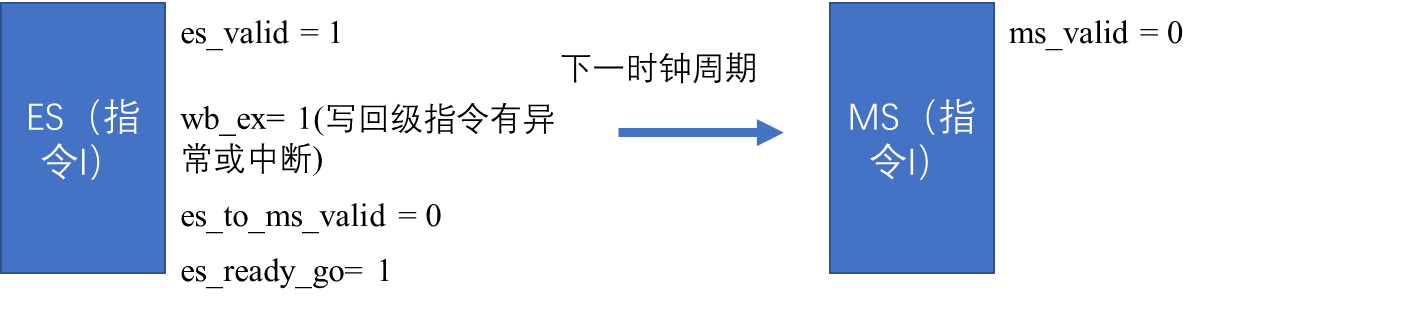 ES（指
令I）
es_valid = 1
wb_ex= 1(写回级指令有异
常或中断)
es_to_ms_valid = 0
es_ready_go= 1
下一时钟周期
MS（指
令I）
ms_valid = 0